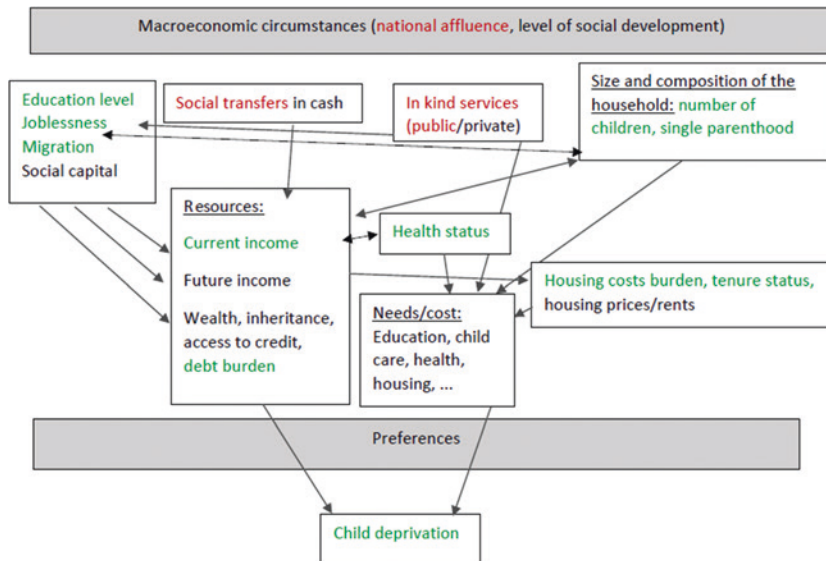 Macroeconomic circumstances (national affluence, level of social development)
Education level
Joblessness
Migration
Social capital
Social transfers in cash
In kind services
(public/private)
Size and composition of the
household: number of
children, single parenthood
Resources:
Current income
Future income
Wealth, inheritance,
access to credit,
debt burden
Health status
Housing costs burden, tenure status,
housing prices/rents
Needs/cost:
Education, child
care, health,
housing, ...
Preferences
Child deprivation